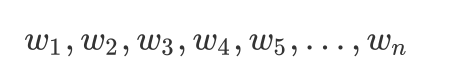 w₁, w₂, w₃, w₄, w₅, . . . , wₙ